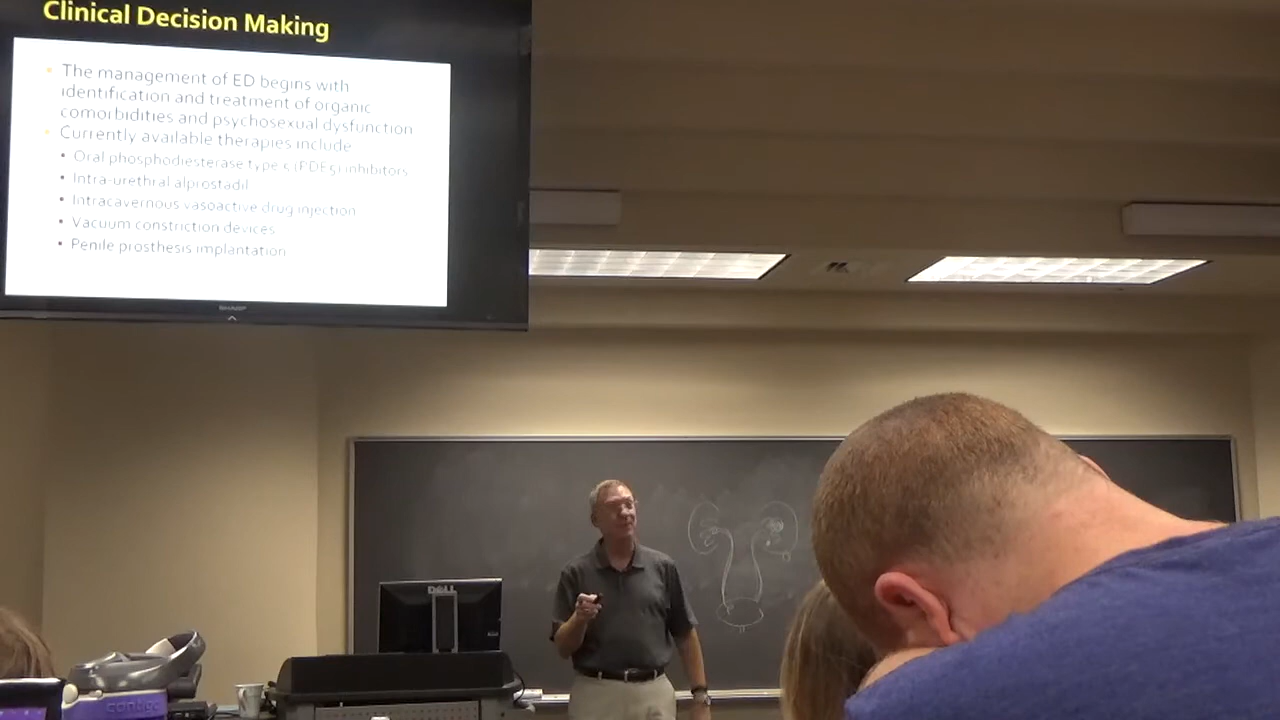 Clinical Decision Making
• The management of ED begins with
identification and treatment of organic
comorbidities and psychosexual dysfunction
• Currently available therapies include
• Oral phosphodiesterase type 5 (PDE5) inhibitors
• Intra-urethral alprostadil
• Intracavernous vasoactive drug injection
• Vacuum constriction devices
• Penile prosthesis implantation
SHARP
DELL
contigo